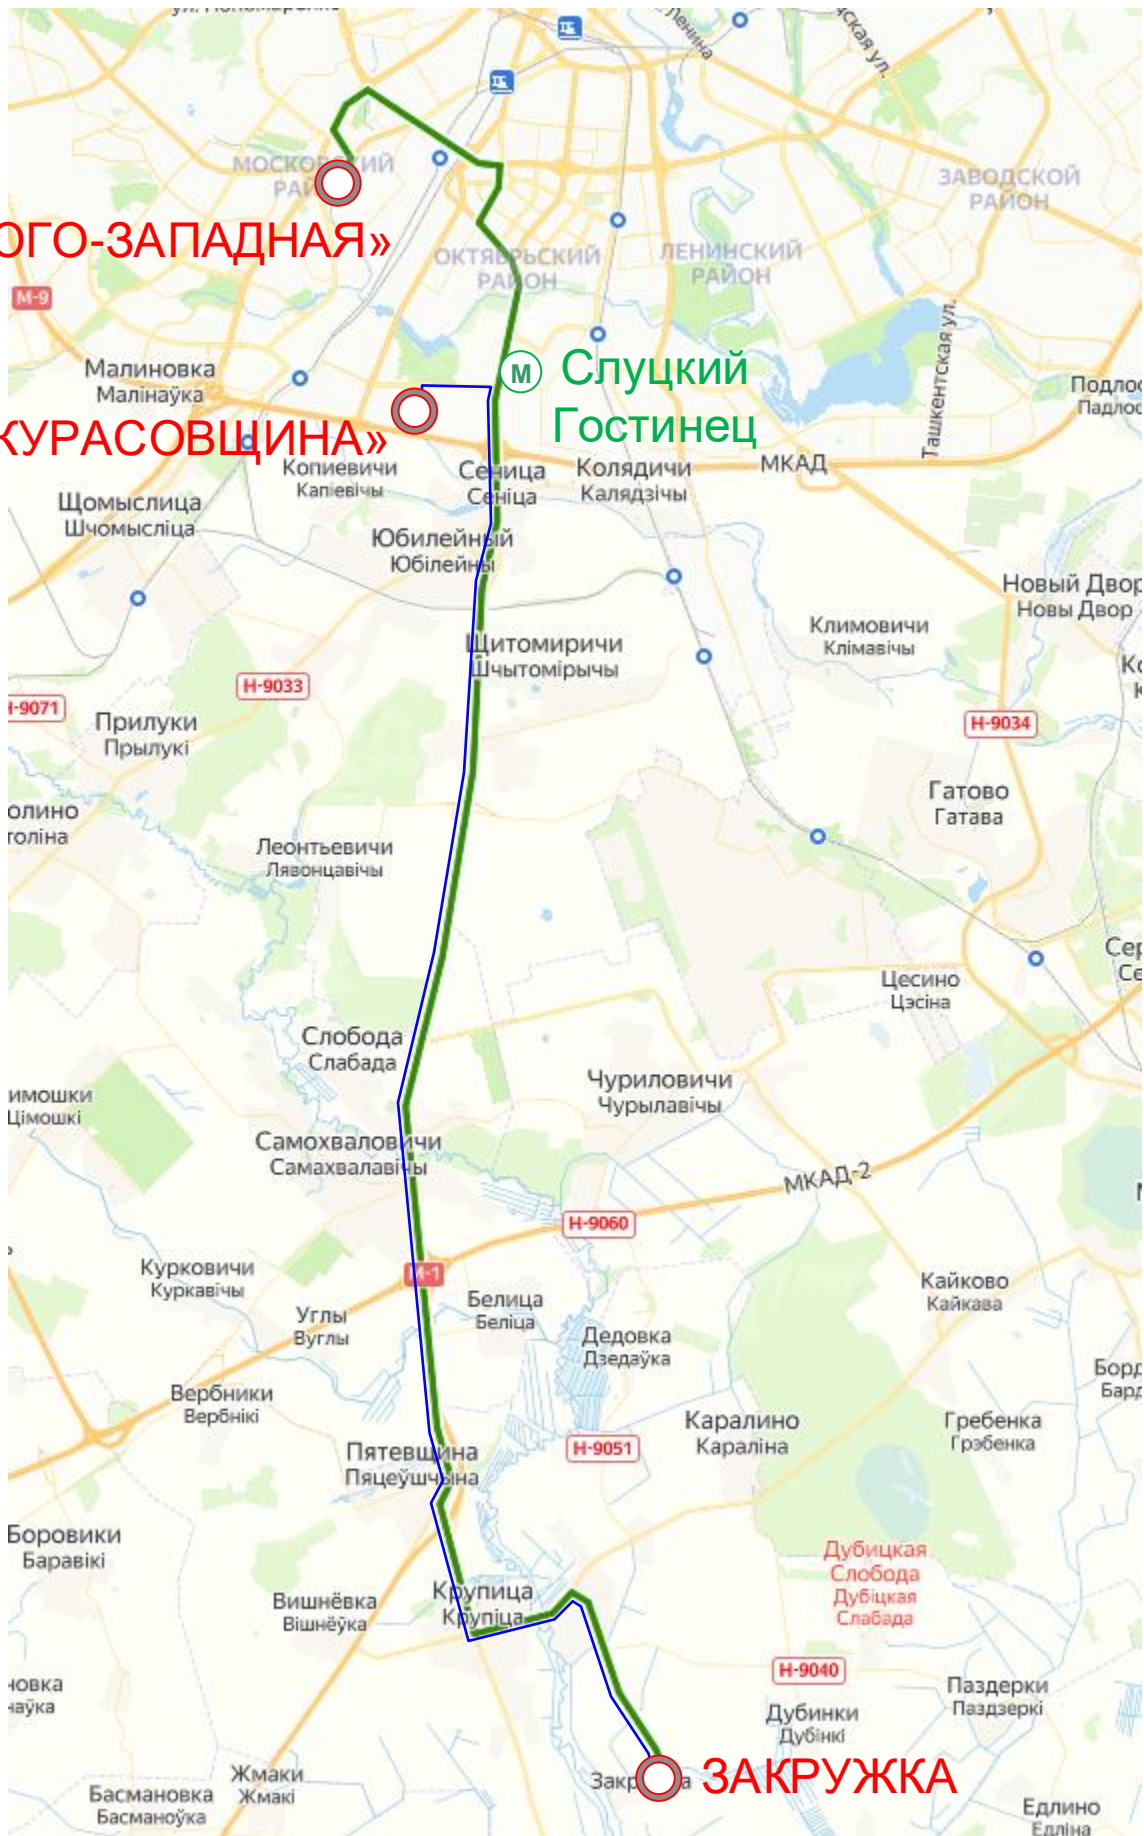 МОСКОВСКИЙ
ЗАВОДСКОЙ
РАЙОН
ОГО-ЗАПАДНАЯ»
ОКТЯБРЬСКИЙ
РАЙОН
ЛЕНИНСКИЙ
РАЙОН
М-9
Ташкентская ул.
М Слуцкий
Гостинец
Малиновка
Малінаўка
КУРАСОВЩИНА»
Копиевичи
Капіевічы
Сеница
Сеніца
Колядичи
Калядзічы
МКАД
Щомыслица
Шчомысліца
Юбилейный
Юбілейны
Новый Двор
Новы Двор
Щитомиричи
Шчытомірычы
Климовичи
Клімавічы
Н-9033
Н-9071
Прилуки
Прылукі
Н-9034
Гатово
Гатава
Леонтьевичи
Лявонцавічы
Цесино
Цэсіна
Слобода
Слабада
Чуриловичи
Чурылавічы
имошки
Цімошкі
Самохваловичи
Самахвалавічы
МКАД-2
Н-9060
Курковичи
Куркавічы
М-1
Белица
Беліца
Кайково
Кайкава
Углы
Вуглы
Дедовка
Дзедаўка
Вербники
Вербнікі
Каралино
Караліна
Гребенка
Грэбенка
Пятевщина
Пяцеўшчына
Н-9051
Боровики
Баравікі
Дубицкая
Слобода
Дубіцкая
Слабада
Вишнёвка
Вішнёўка
Крупица
Крупіца
Н-9040
Паздерки
Паздзеркі
Дубинки
Дубінкі
ЗАКРУЖКА
Жмаки
Жмакі
Басмановка
Басманоўка
Едлино
Едліна